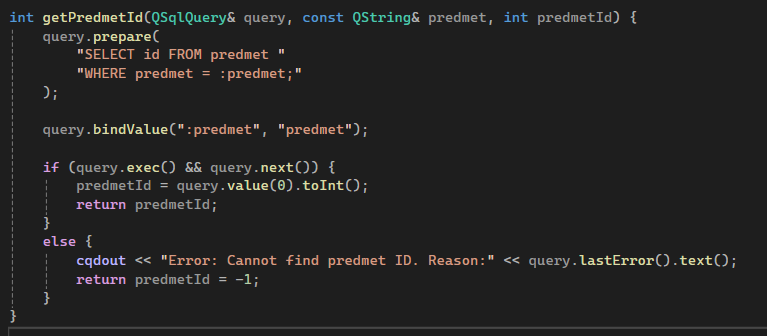 int getPredmetId(QSqlQuery& query, const QString& predmet, int predmetId) {
    query.prepare(
        "SELECT id FROM predmet "
        "WHERE predmet = :predmet;"
    );

    query.bindValue(":predmet", "predmet");

    if (query.exec() && query.next()) {
        predmetId = query.value(0).toInt();
        return predmetId;
    }
    else {
        cqdout << "Error: Cannot find predmet ID. Reason:" << query.lastError().text();
        return predmetId = -1;
    }
}